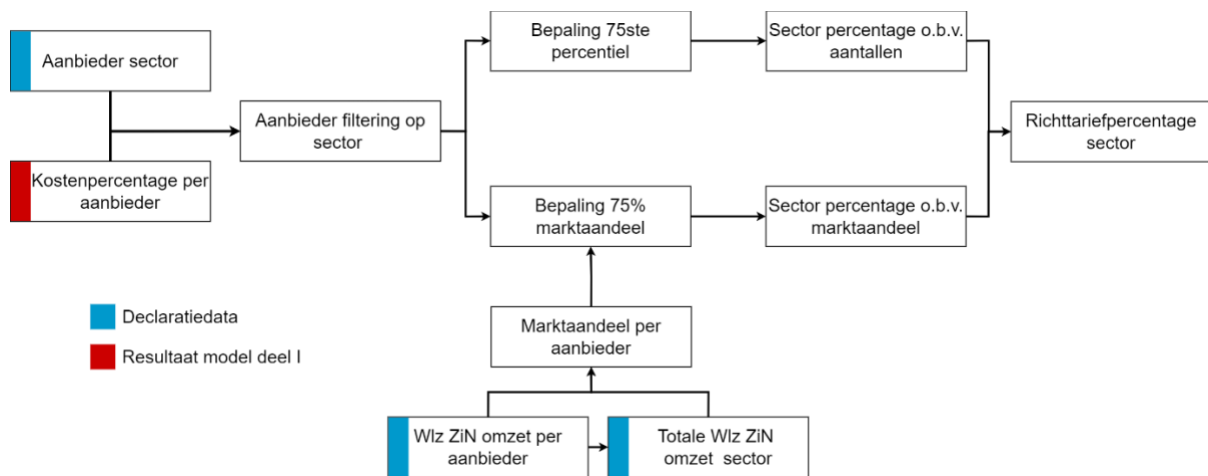 Aanbieder sector
Kostenpercentage per
aanbieder
Aanbieder filtering op
sector
Bepaling 75ste
percentiel
Sector percentage o.b.v.
aantallen
Bepaling 75%
marktaandeel
Sector percentage o.b.v.
marktaandeel
Richttariefpercentage
sector
Marktaandeel per
aanbieder
Wlz ZiN omzet per
aanbieder
Totale Wlz ZiN
omzet sector
Declaratiedata
Resultaat model deel I